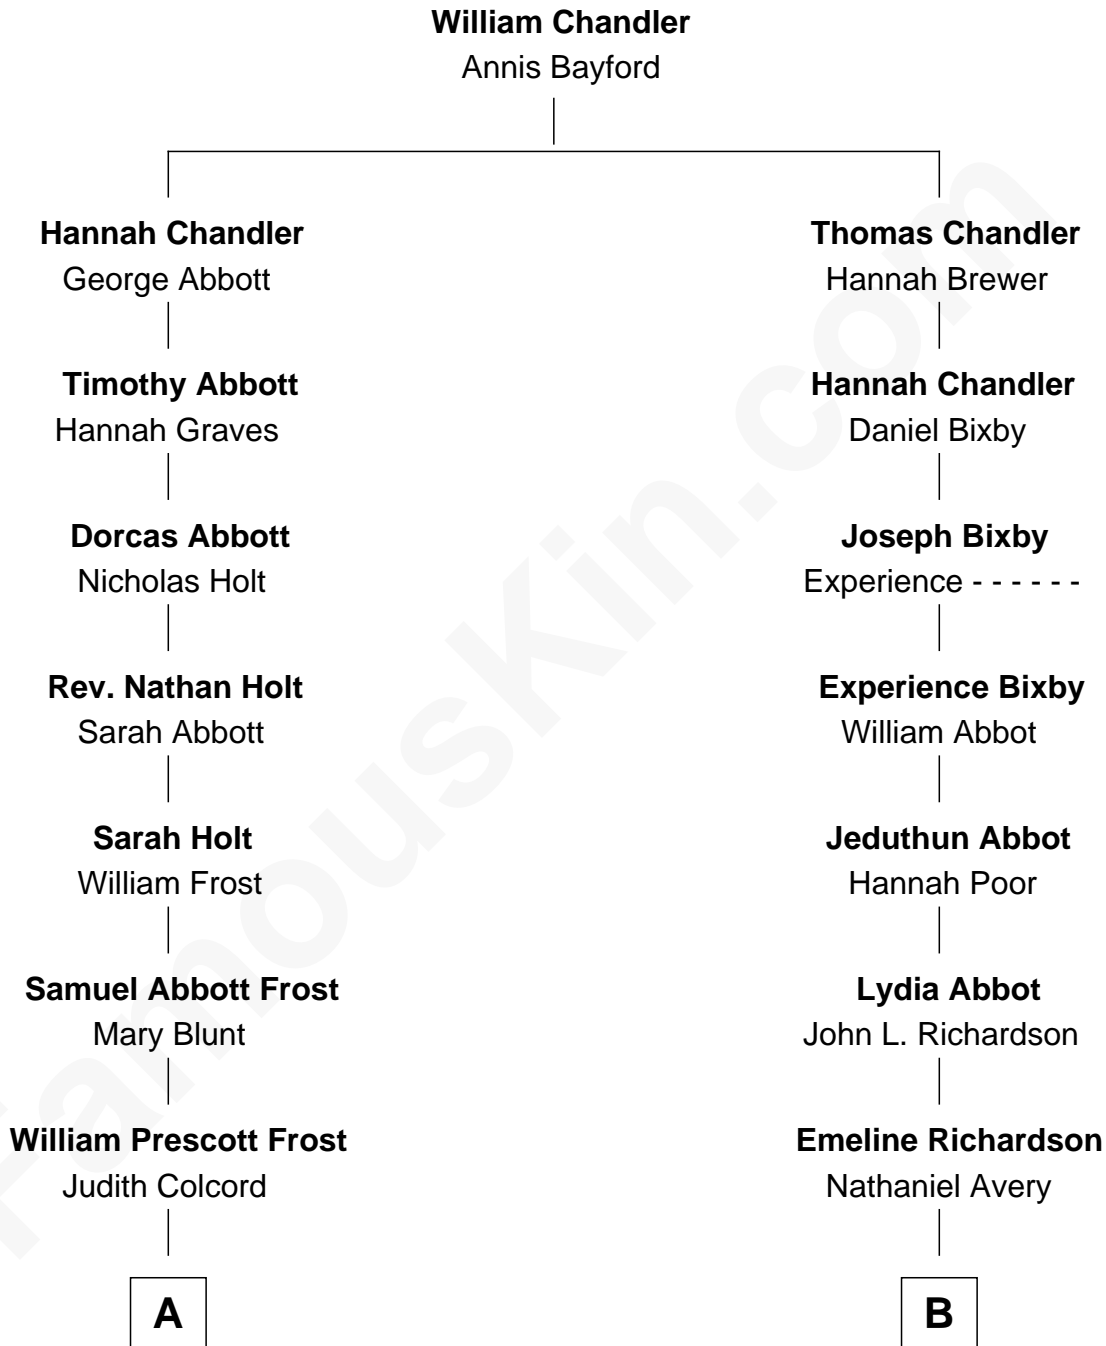 William Chandler
Annis Bayford
Hannah Chandler
George Abbott
Thomas Chandler
Hannah Brewer
Timothy Abbott
Hannah Graves
Hannah Chandler
Daniel Bixby
Dorcas Abbott
Nicholas Holt
Joseph Bixby
Experience - - - - - -
Rev. Nathan Holt
Sarah Abbott
Experience Bixby
William Abbot
Sarah Holt
William Frost
Jeduthun Abbot
Hannah Poor
Samuel Abbott Frost
Mary Blunt
Lydia Abbot
John L. Richardson
William Prescott Frost
Judith Colcord
Emeline Richardson
Nathaniel Avery
A
B
FamousKin.com